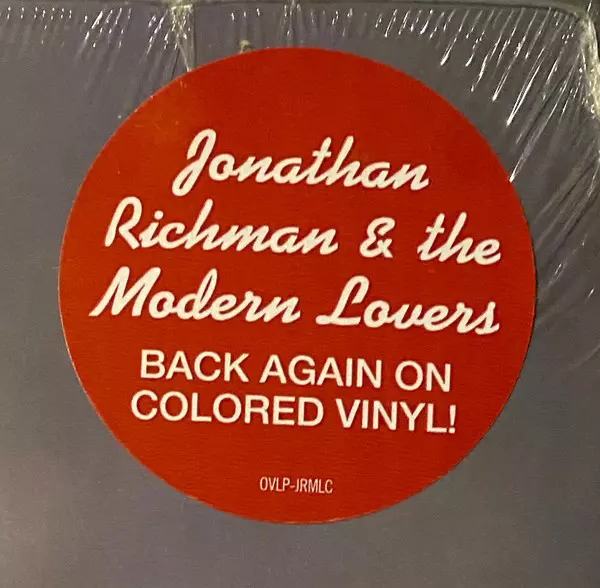 Jonathan
Richman & the
Modern Lovers
BACK AGAIN ON
COLORED VINYL!
OVLP-JRMLC